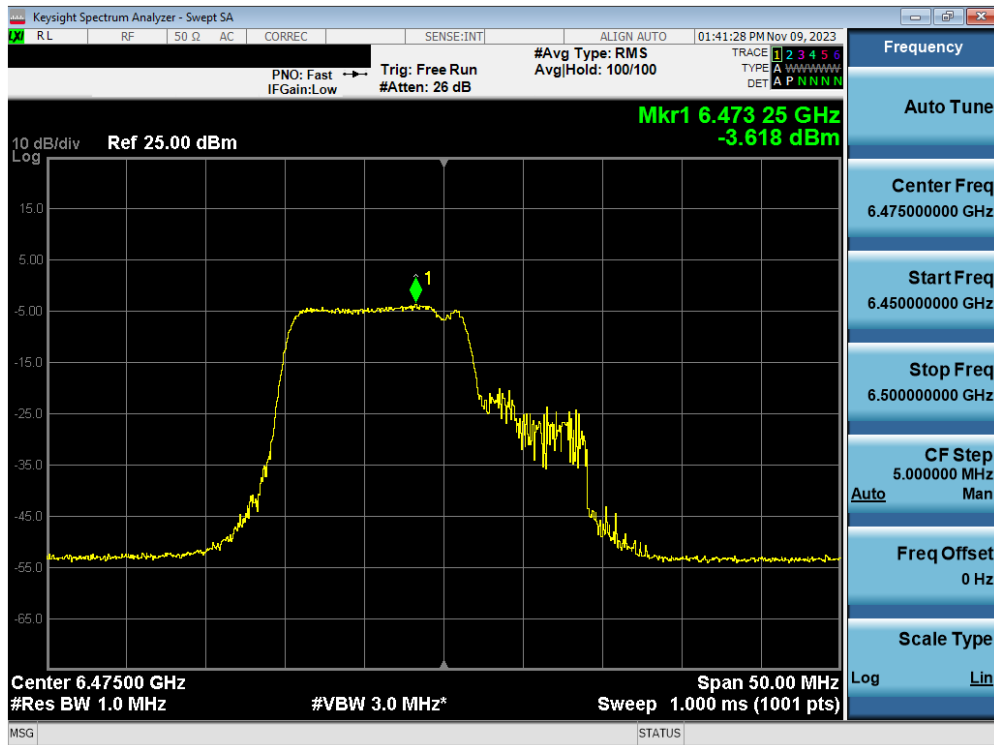 Keysight Spectrum Analyzer - Swept SA
LXI RL RF 50 Ω AC CORREC SENSE:INT ALIGN AUTO 01:41:28 PM Nov 09, 2023
PNO: Fast
IFGain:Low
Trig: Free Run
#Atten: 26 dB
#Avg Type: RMS
Avg|Hold: 100/100
TRACE 1 2 3 4 5 6
TYPE A WWWWW
DET A P N N N N
Mkr1 6.473 25 GHz
-3.618 dBm
10 dB/div Ref 25.00 dBm
Log
15.0
5.00
-5.00
-15.0
-25.0
-35.0
-45.0
-55.0
-65.0
1
Center 6.47500 GHz Span 50.00 MHz
#Res BW 1.0 MHz #VBW 3.0 MHz* Sweep 1.000 ms (1001 pts)
MSG STATUS
Frequency
Auto Tune
Center Freq
6.475000000 GHz
Start Freq
6.450000000 GHz
Stop Freq
6.500000000 GHz
CF Step
5.000000 MHz
Auto Man
Freq Offset
0 Hz
Scale Type
Log Lin